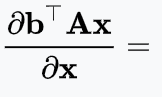 ∂b⊤Ax / ∂x =